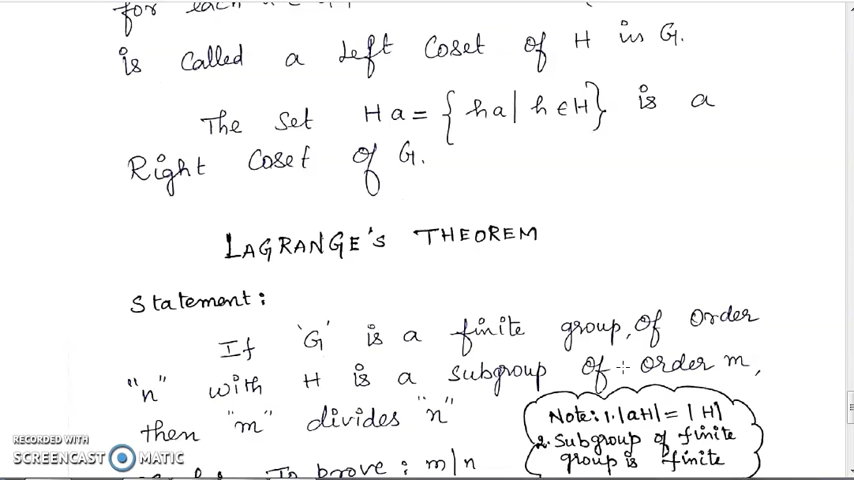 for each
is called a Left Coset of H in G.
The set Ha = { ha | h ∈ H } is a
Right Coset of G.
LAGRANGE'S THEOREM
Statement:
If 'G' is a finite group, of order
"n" with H is a subgroup of order m,
then "m" divides "n"
Note: 1. |aH| = |H|
2. Subgroup of finite
group is finite
To prove: m|n
RECORDED WITH
SCREENCAST MATIC